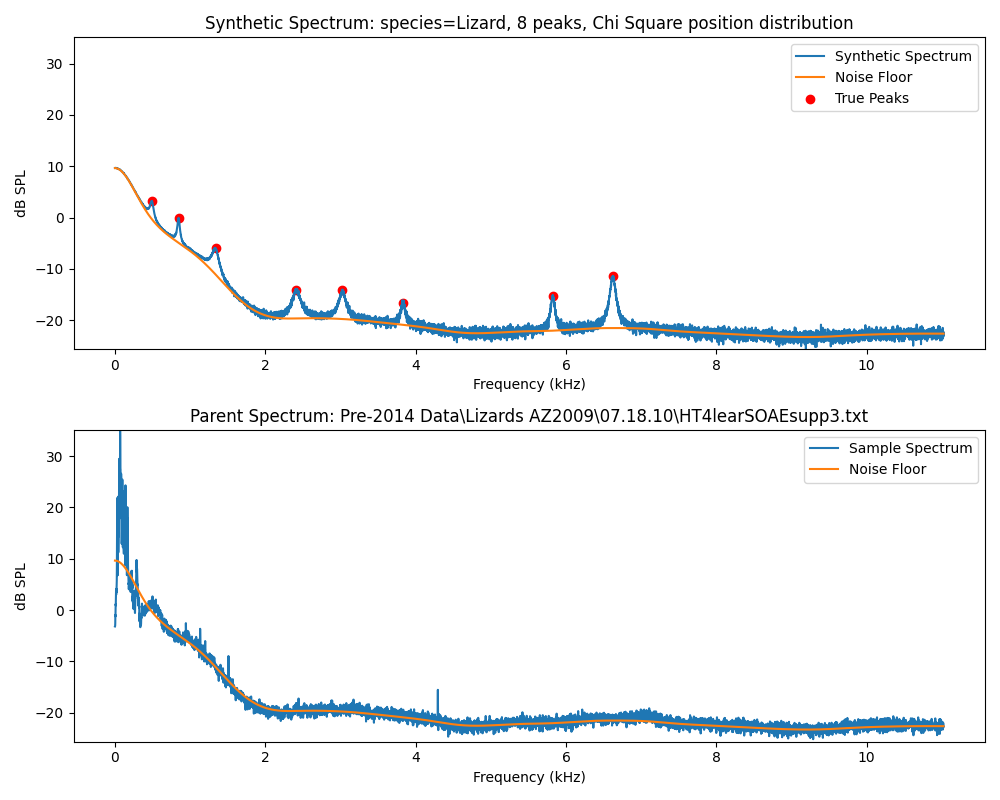 Synthetic Spectrum: species=Lizard, 8 peaks, Chi Square position distribution
30
20
10
0
−10
−20
dB SPL
Synthetic Spectrum
Noise Floor
True Peaks
0 2 4 6 8 10
Frequency (kHz)
Parent Spectrum: Pre-2014 Data\Lizards AZ2009\07.18.10\HT4learSOAEsupp3.txt
30
20
10
0
−10
−20
dB SPL
Sample Spectrum
Noise Floor
0 2 4 6 8 10
Frequency (kHz)